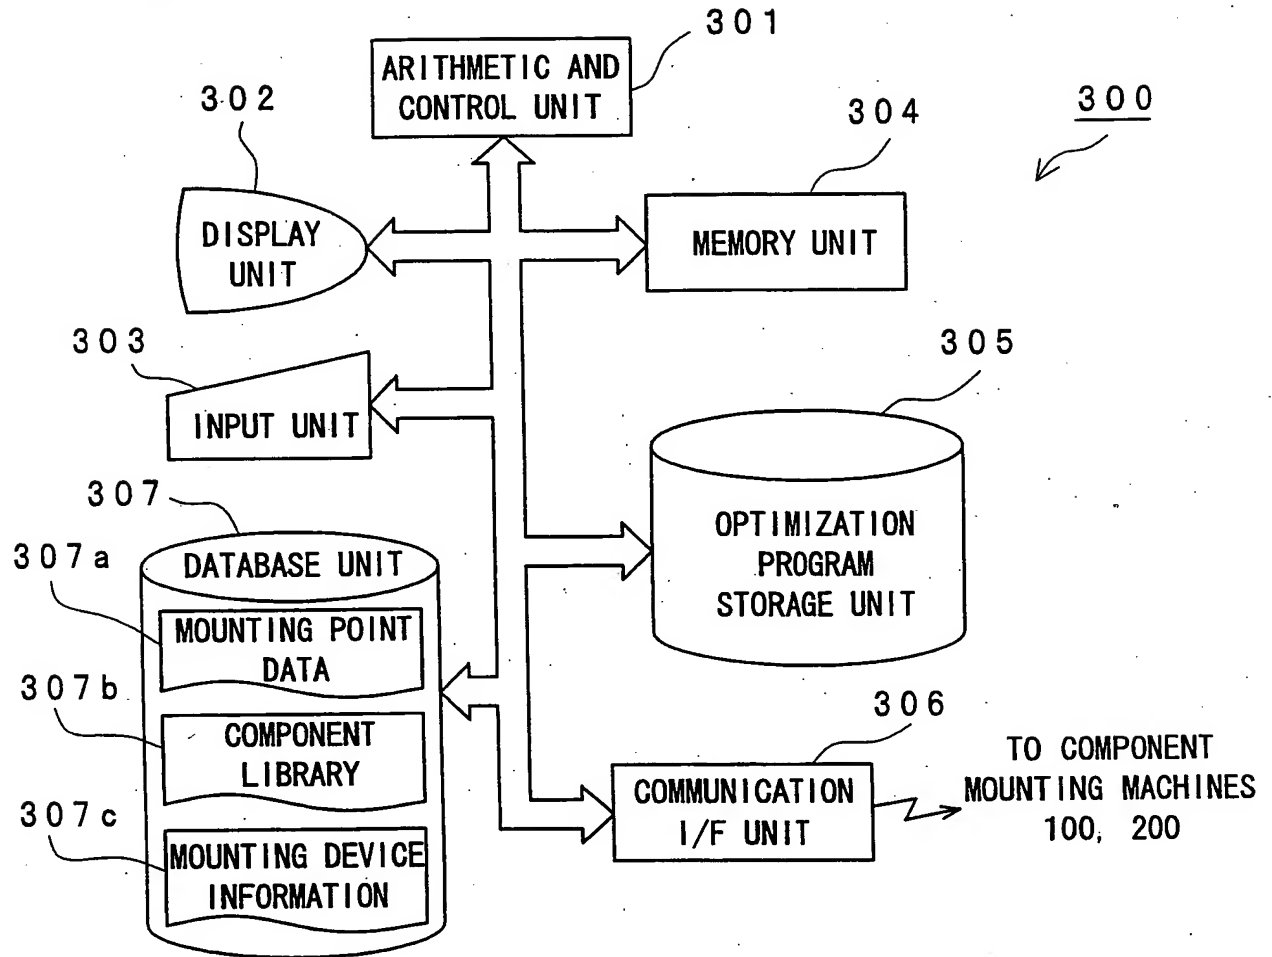 301
ARITHMETIC AND
CONTROL UNIT
302
300
304
DISPLAY
UNIT
MEMORY UNIT
303
305
INPUT UNIT
307
OPTIMIZATION
PROGRAM
STORAGE UNIT
307a
DATABASE UNIT
MOUNTING POINT
DATA
307b
COMPONENT
LIBRARY
307c
MOUNTING DEVICE
INFORMATION
306
COMMUNICATION
I/F UNIT
TO COMPONENT
MOUNTING MACHINES
100, 200